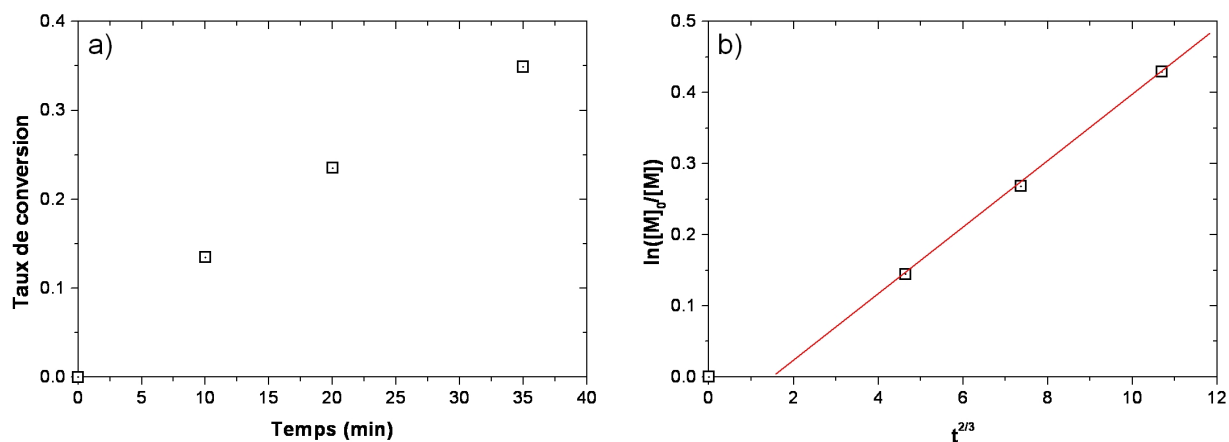 a)
0.4
0.3
0.2
0.1
0.0
Taux de conversion
0 5 10 15 20 25 30 35 40
Temps (min)
b)
0.5
0.4
0.3
0.2
0.1
0.0
ln([M]₀/[M])
0 2 4 6 8 10 12
t^{2/3}